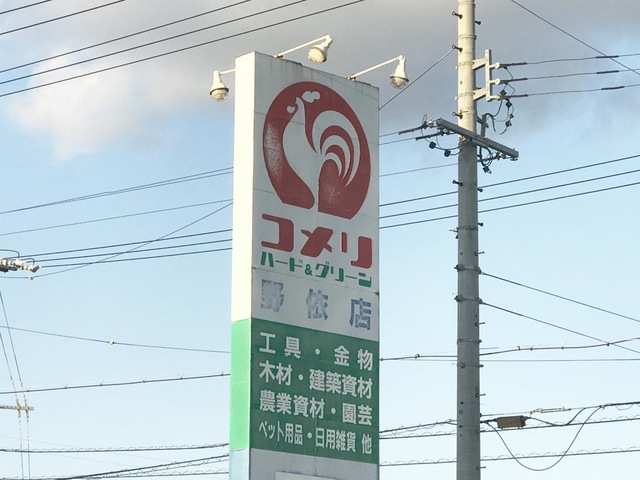 コメリ
ハード&グリーン
野依店
工具・金物
木材・建築資材
農業資材・園芸
ペット用品・日用雑貨 他